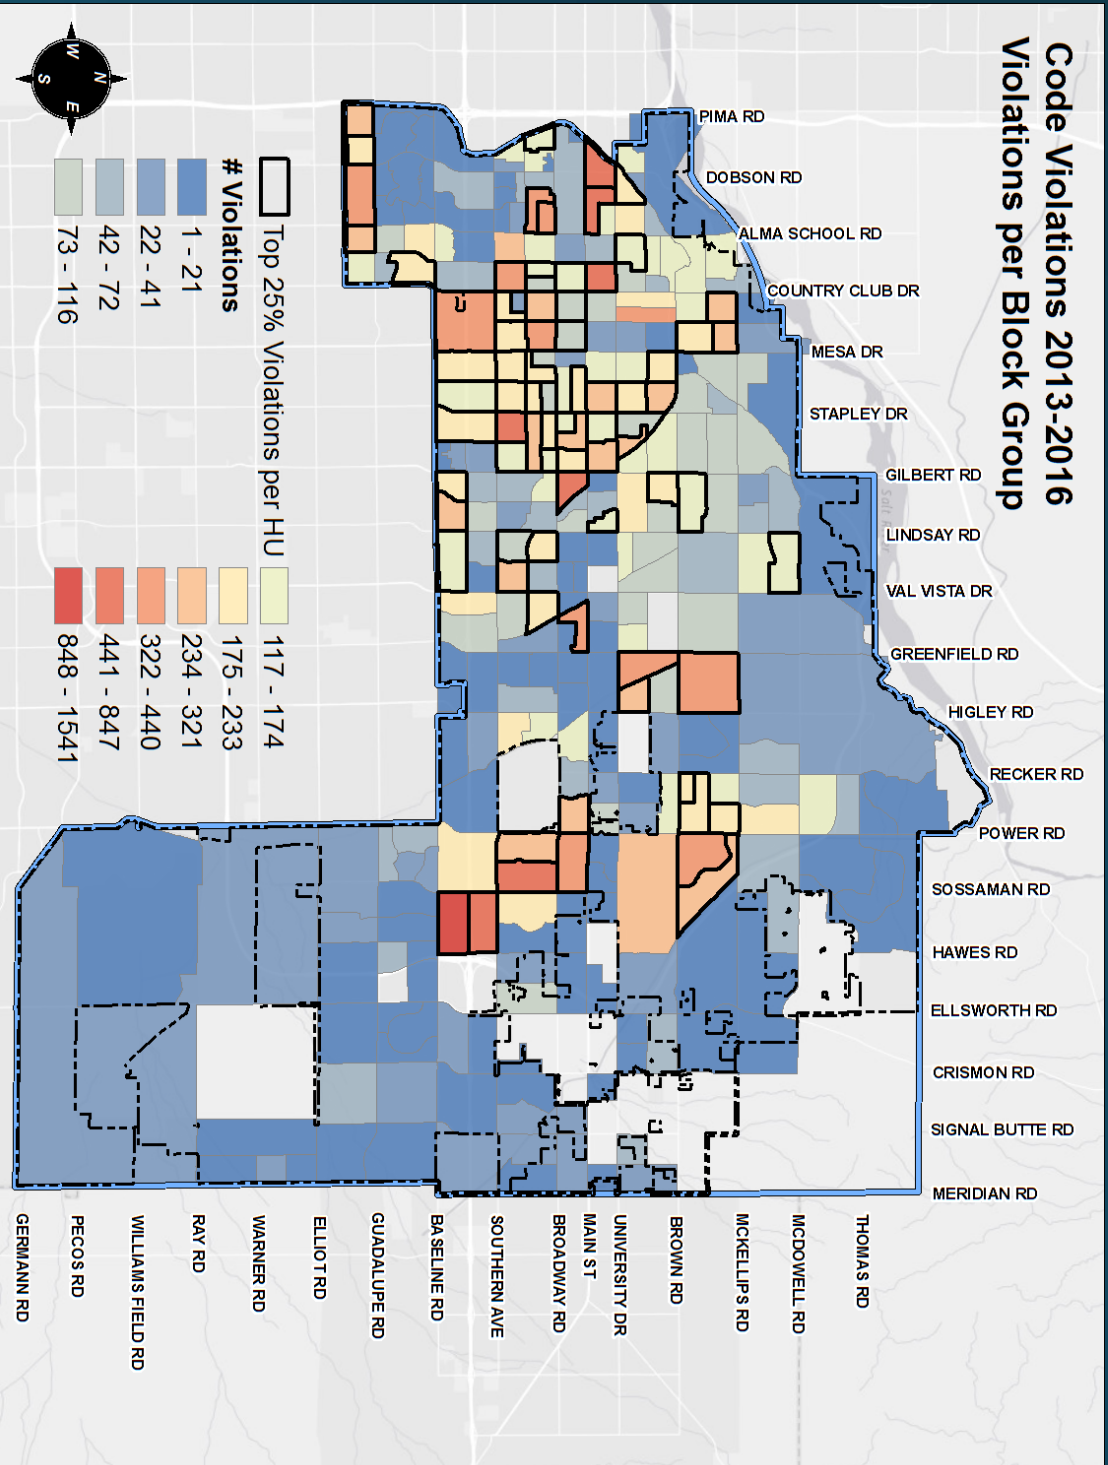 Code Violations 2013-2016
Violations per Block Group
PIMA RD
DOBSON RD
ALMA SCHOOL RD
COUNTRY CLUB DR
MESA DR
STAPLEY DR
GILBERT RD
LINDSAY RD
VAL VISTA DR
GREENFIELD RD
HIGLEY RD
RECKER RD
POWER RD
SOSSAMAN RD
HAWES RD
ELLSWORTH RD
CRISMON RD
SIGNAL BUTTE RD
MERIDIAN RD
THOMAS RD
MCDOWELL RD
MCKELLIPS RD
BROWN RD
UNIVERSITY DR
MAIN ST
BROADWAY RD
SOUTHERN AVE
BASELINE RD
GUADALUPE RD
ELLIOT RD
WARNER RD
RAY RD
WILLIAMS FIELD RD
PECOS RD
GERMANN RD
Top 25% Violations per HU
# Violations
1 - 21
22 - 41
42 - 72
73 - 116
117 - 174
175 - 233
234 - 321
322 - 440
441 - 847
848 - 1541
N
W
E
S